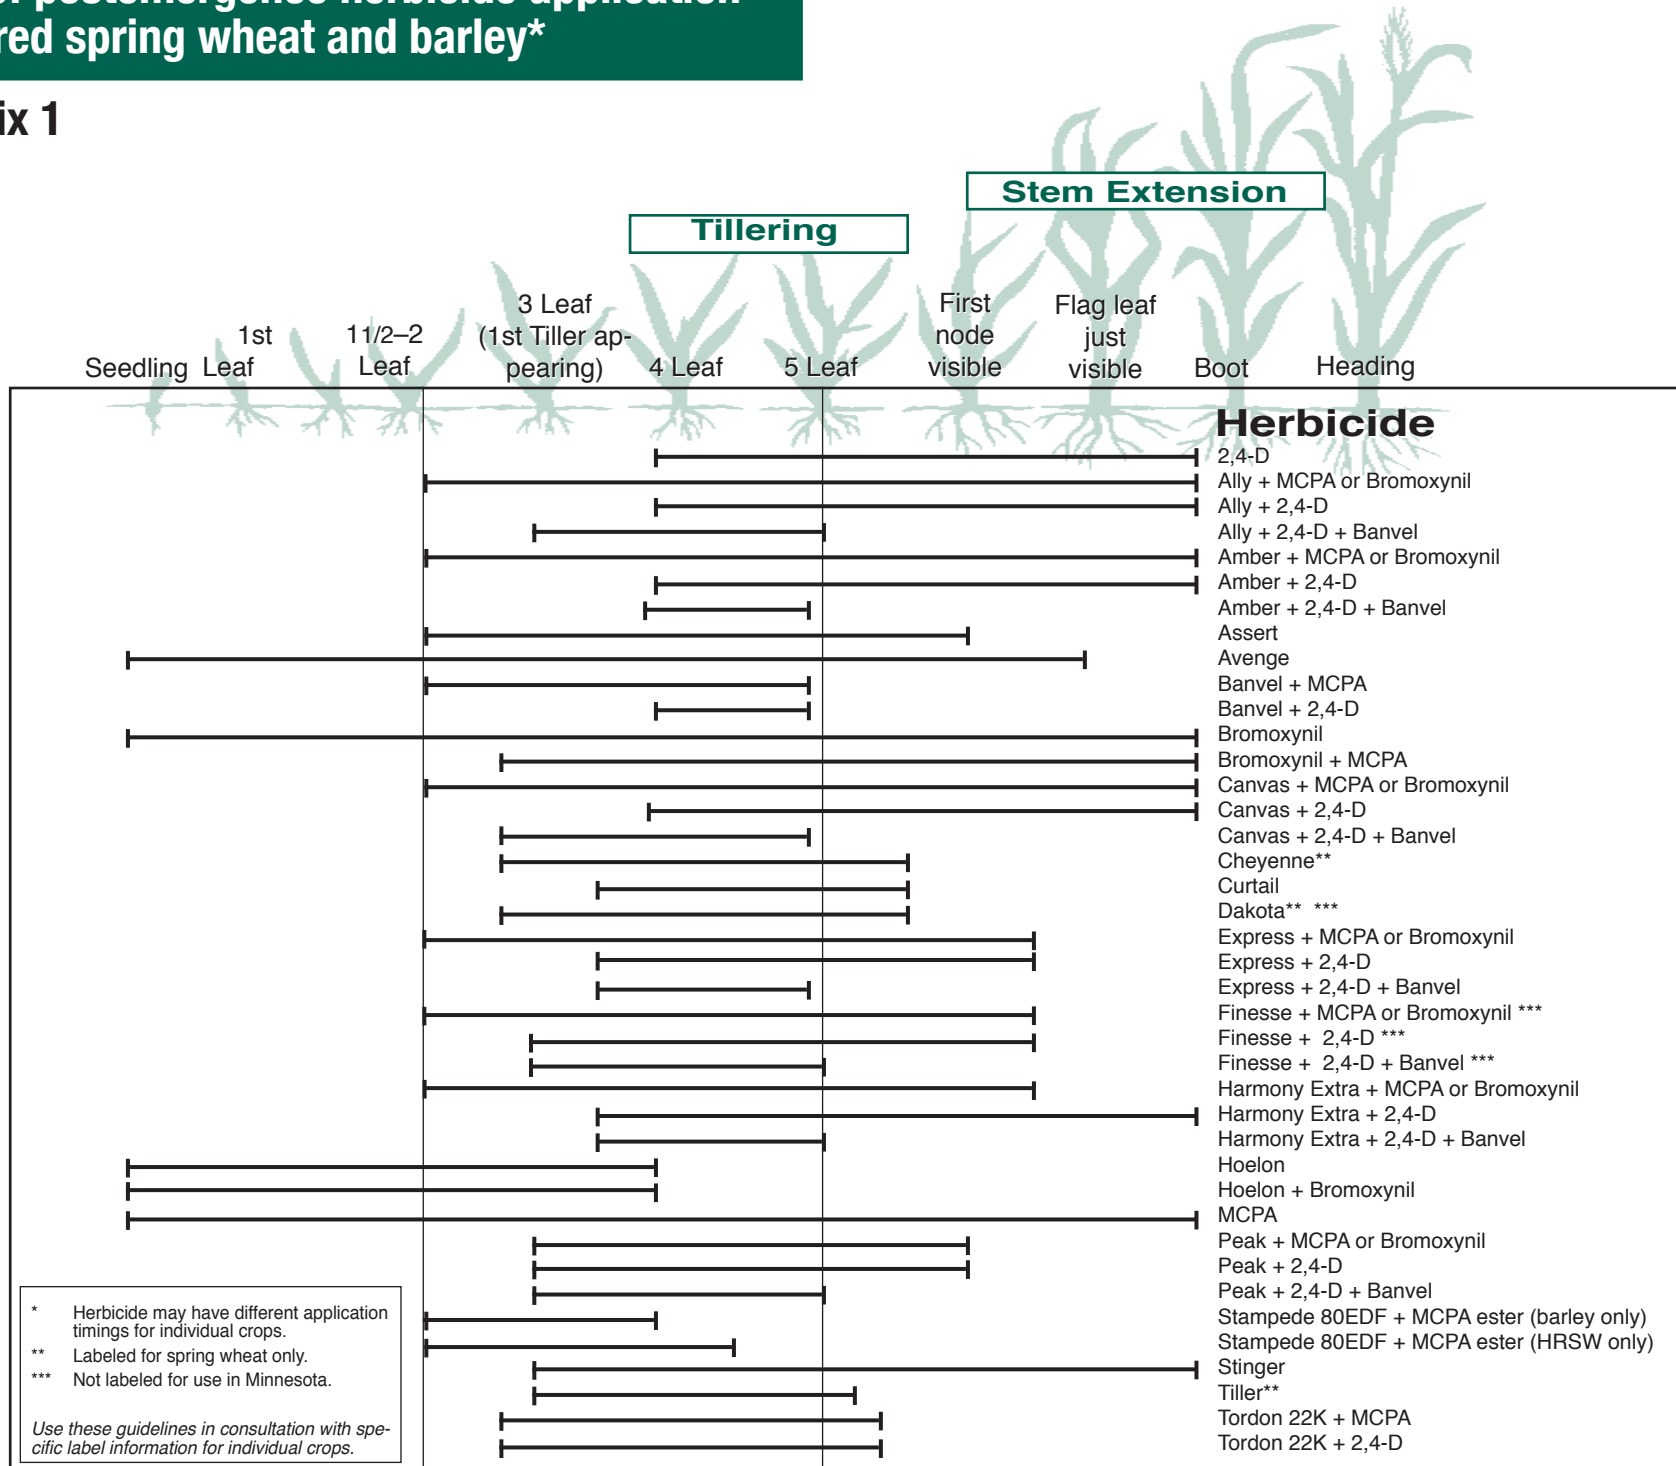 red spring wheat and barley*
ix 1
Stem Extension
Tillering
3 Leaf
(1st Tiller ap-
pearing)
First
node
visible
Flag leaf
just
visible
1st
Leaf
11/2–2
Leaf
Seedling
4 Leaf
5 Leaf
Boot
Heading
Herbicide
2,4-D
Ally + MCPA or Bromoxynil
Ally + 2,4-D
Ally + 2,4-D + Banvel
Amber + MCPA or Bromoxynil
Amber + 2,4-D
Amber + 2,4-D + Banvel
Assert
Avenge
Banvel + MCPA
Banvel + 2,4-D
Bromoxynil
Bromoxynil + MCPA
Canvas + MCPA or Bromoxynil
Canvas + 2,4-D
Canvas + 2,4-D + Banvel
Cheyenne**
Curtail
Dakota** ***
Express + MCPA or Bromoxynil
Express + 2,4-D
Express + 2,4-D + Banvel
Finesse + MCPA or Bromoxynil ***
Finesse + 2,4-D ***
Finesse + 2,4-D + Banvel ***
Harmony Extra + MCPA or Bromoxynil
Harmony Extra + 2,4-D
Harmony Extra + 2,4-D + Banvel
Hoelon
Hoelon + Bromoxynil
MCPA
Peak + MCPA or Bromoxynil
Peak + 2,4-D
Peak + 2,4-D + Banvel
Stampede 80EDF + MCPA ester (barley only)
Stampede 80EDF + MCPA ester (HRSW only)
Stinger
Tiller**
Tordon 22K + MCPA
Tordon 22K + 2,4-D
* Herbicide may have different application
timings for individual crops.
** Labeled for spring wheat only.
*** Not labeled for use in Minnesota.
Use these guidelines in consultation with spe-
cific label information for individual crops.